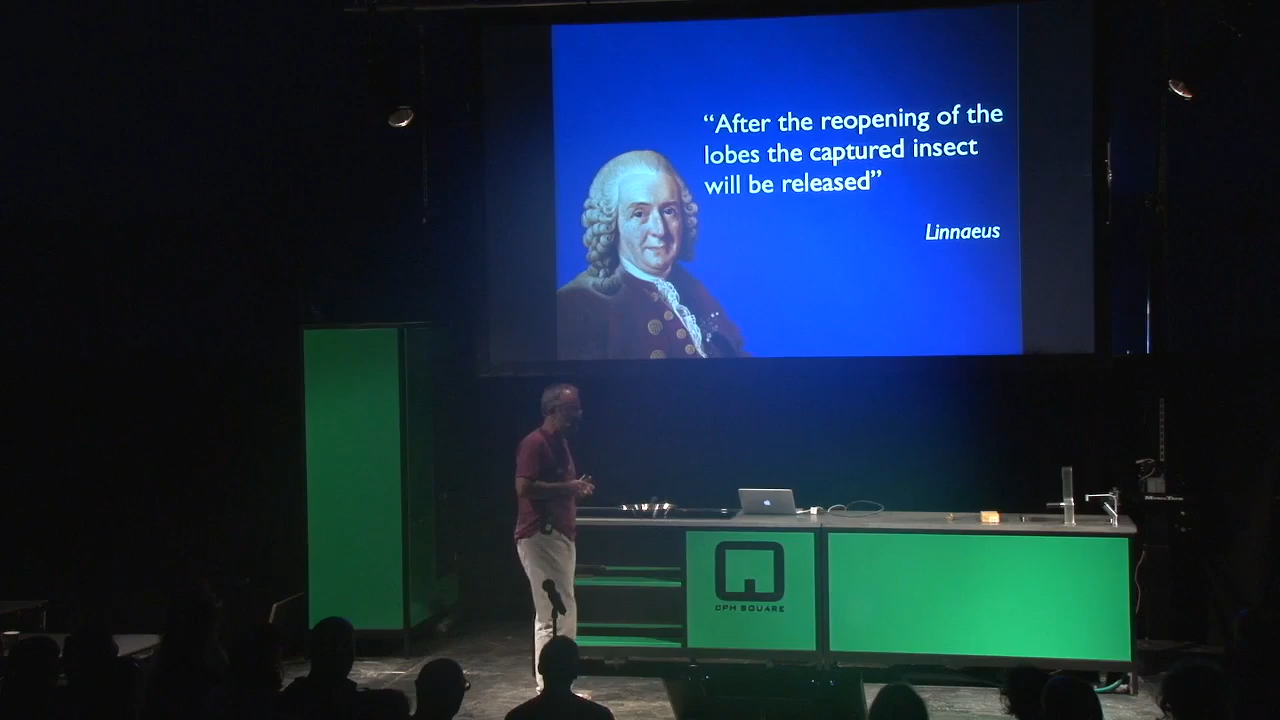 “After the reopening of the
lobes the captured insect
will be released”
Linnaeus
CPH SQUARE